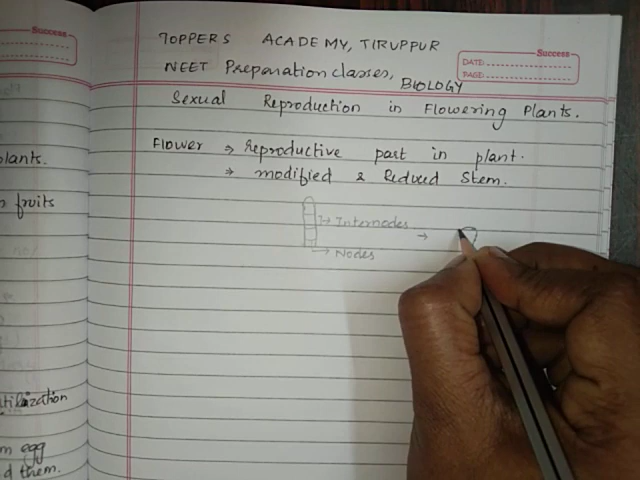 Success
TOPPERS ACADEMY, TIRUPPUR
Success
DATE:
PAGE:
NEET Preparation classes, BIOLOGY
Sexual Reproduction in Flowering Plants.
Flower → Reproductive part in plant.
→ modified & Reduced Stem.
→ Internodes →
→ Nodes
plants.
fruits
egg
d them.